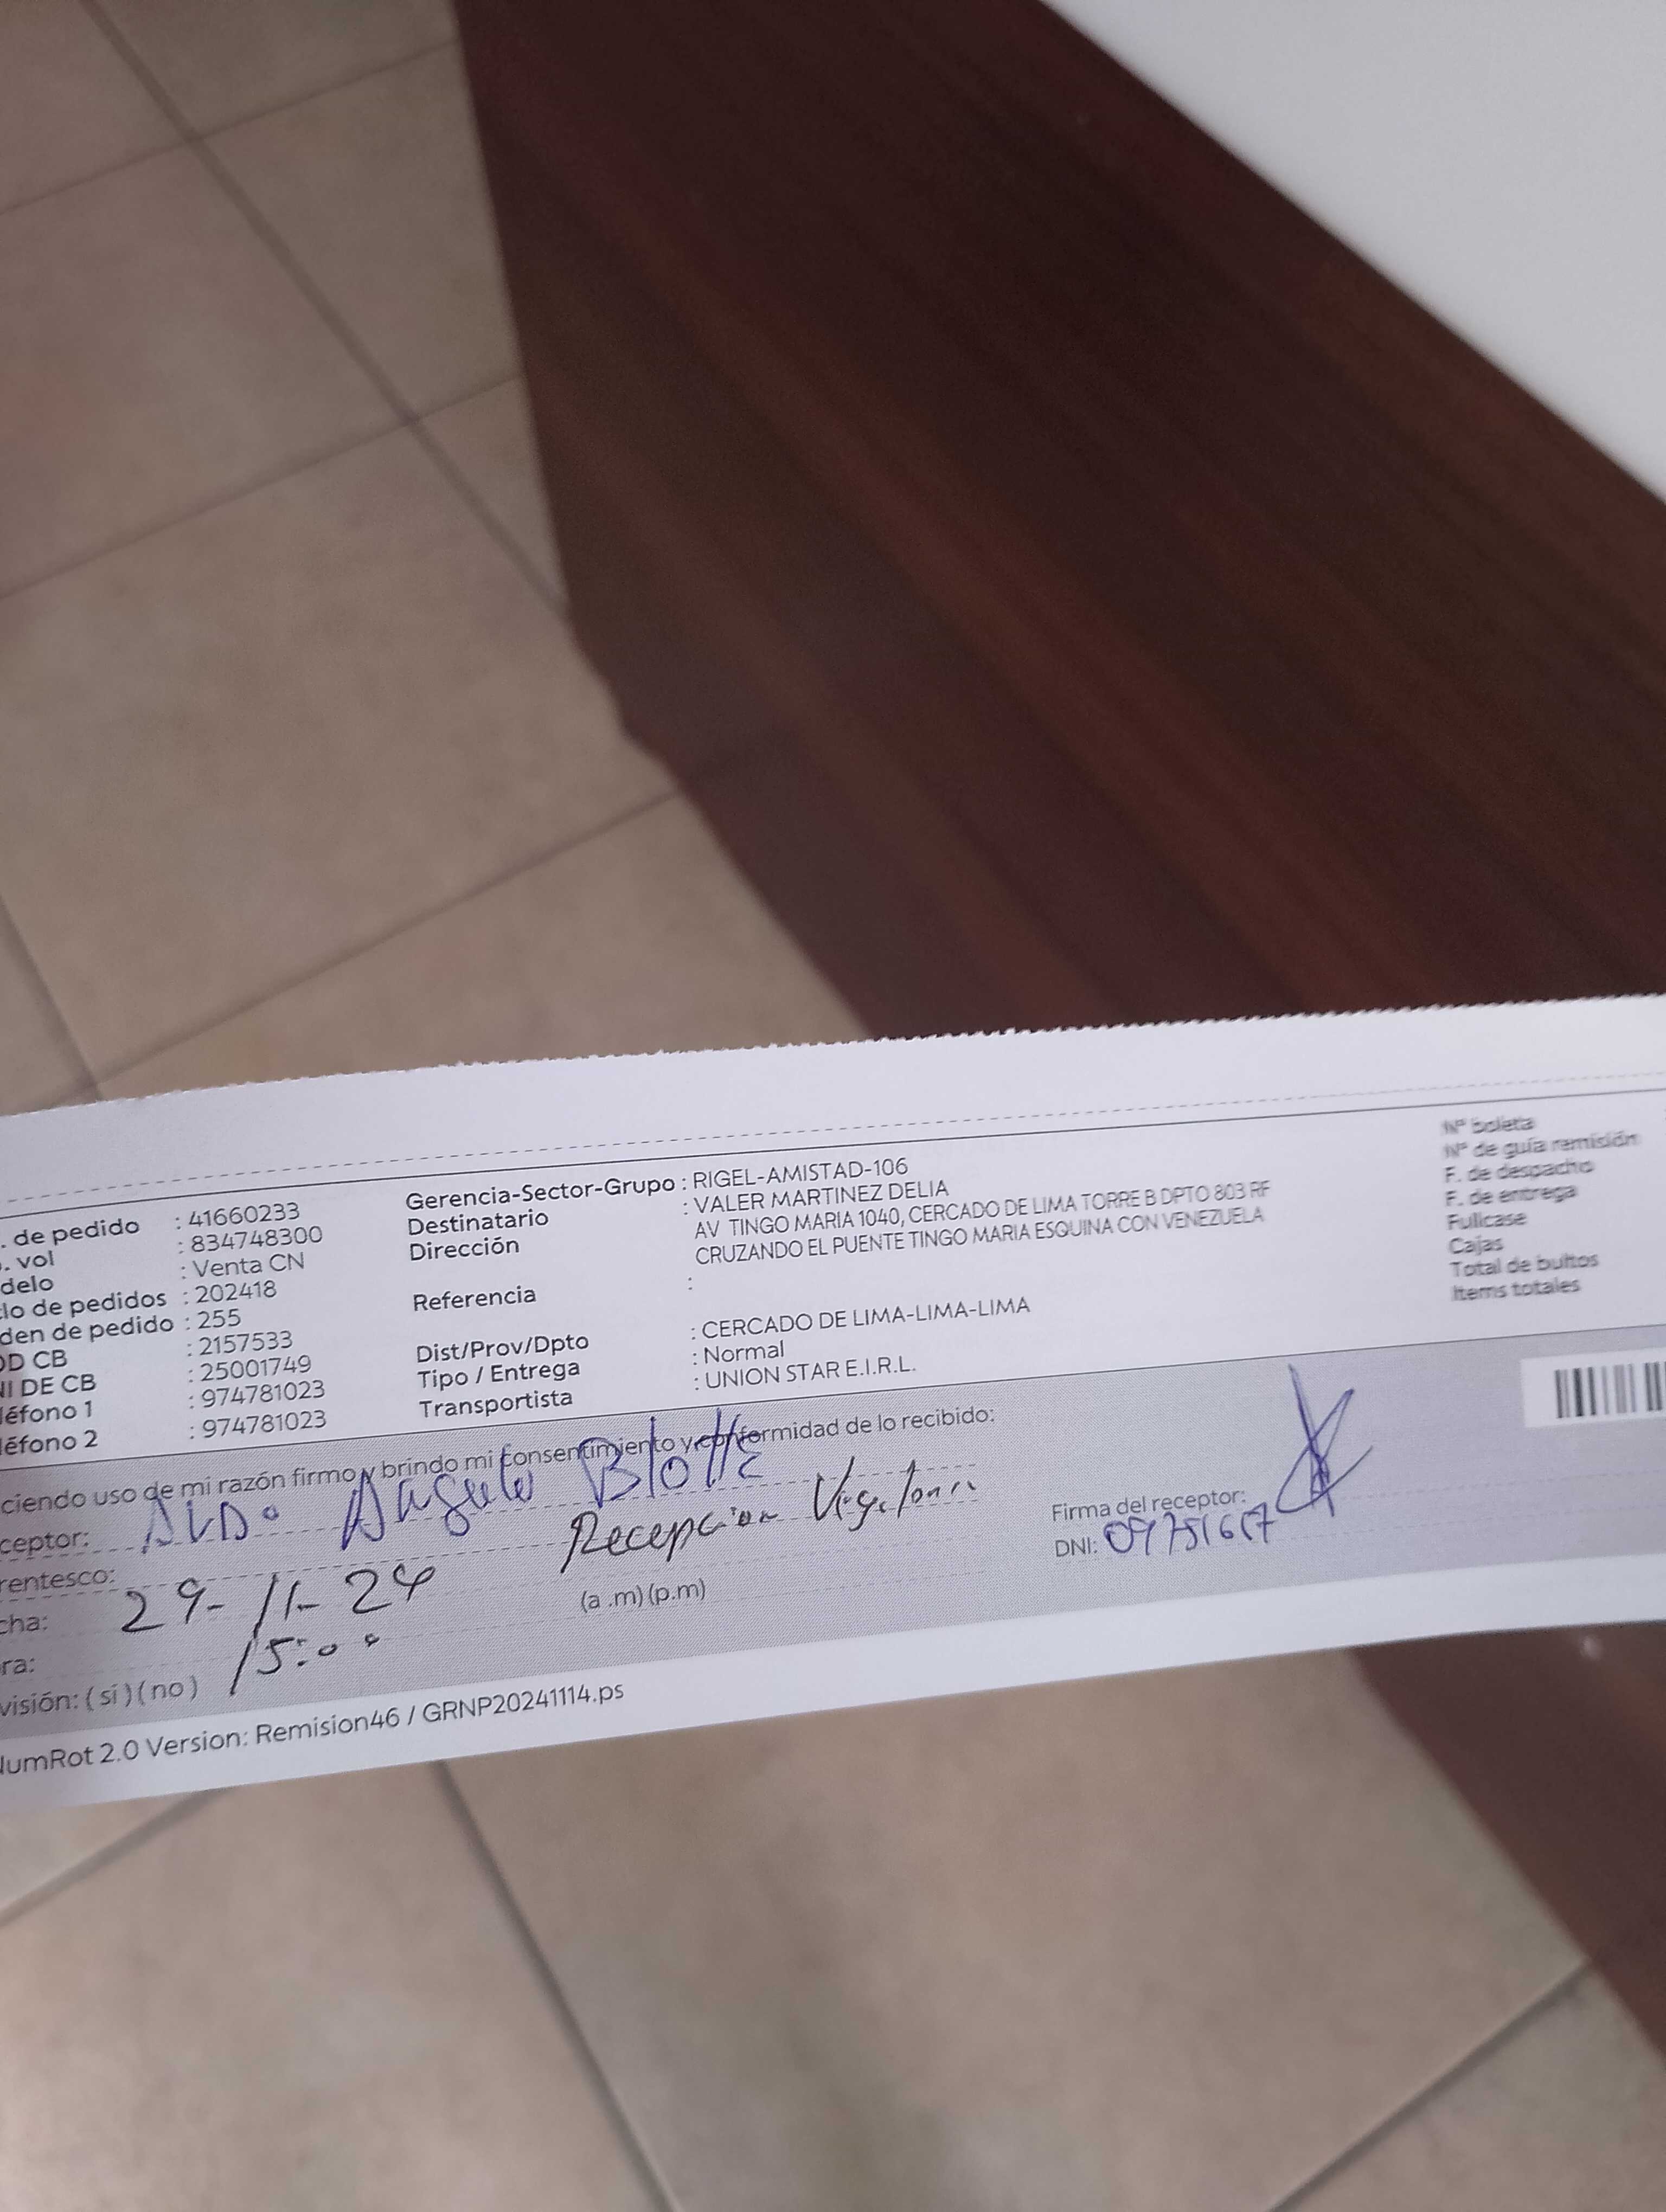 . de pedido : 41660233
. vol : 834748300
delo : Venta CN
lo de pedidos : 202418
den de pedido : 255
D CB : 2157533
NI DE CB : 25001749
léfono 1 : 974781023
léfono 2 : 974781023
Gerencia-Sector-Grupo : RIGEL-AMISTAD-106
Destinatario : VALER MARTINEZ DELIA
Dirección AV TINGO MARIA 1040, CERCADO DE LIMA TORRE B DPTO 803 RF
CRUZANDO EL PUENTE TINGO MARIA ESQUINA CON VENEZUELA
Referencia :
Dist/Prov/Dpto : CERCADO DE LIMA-LIMA-LIMA
Tipo / Entrega : Normal
Transportista : UNION STAR E.I.R.L.
Nº boleta
Nº de guía remisión
F. de despacho
F. de entrega
Fullcase
Cajas
Total de bultos
Items totales
ciendo uso de mi razón firmo y brindo mi consentimiento y conformidad de lo recibido:
ceptor: Aldo Angulo
rentesco: Recepcion
cha: 29-11-24
ra: 15:00 (a .m) (p.m)
visión: ( sí ) ( no )
Firma del receptor:
DNI:
NumRot 2.0 Version: Remision46 / GRNP20241114.ps